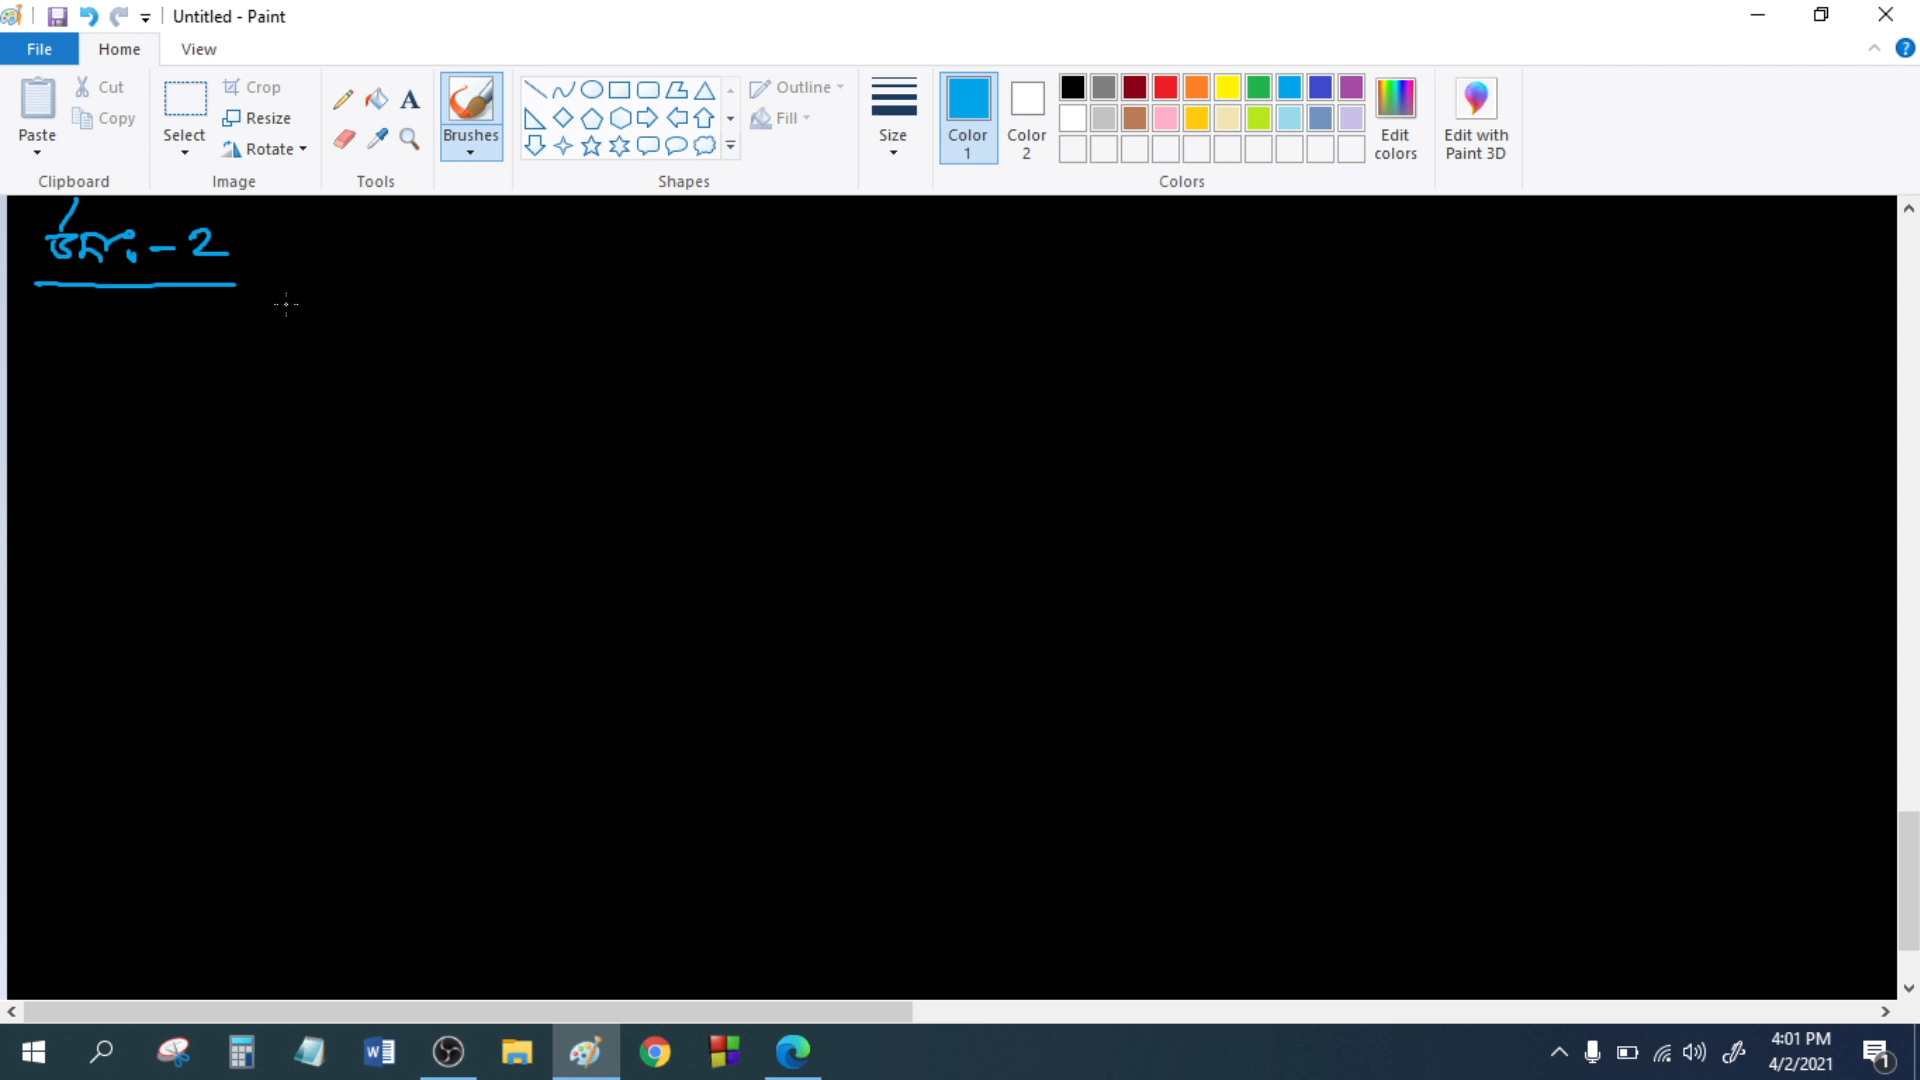 Untitled - Paint
File
Home
View
Paste
Cut
Copy
Clipboard
Select
Crop
Resize
Rotate
Image
Tools
Brushes
Shapes
Outline
Fill
Size
Color
1
Color
2
Edit
colors
Colors
Edit with
Paint 3D
- 2
4:01 PM
4/2/2021
1